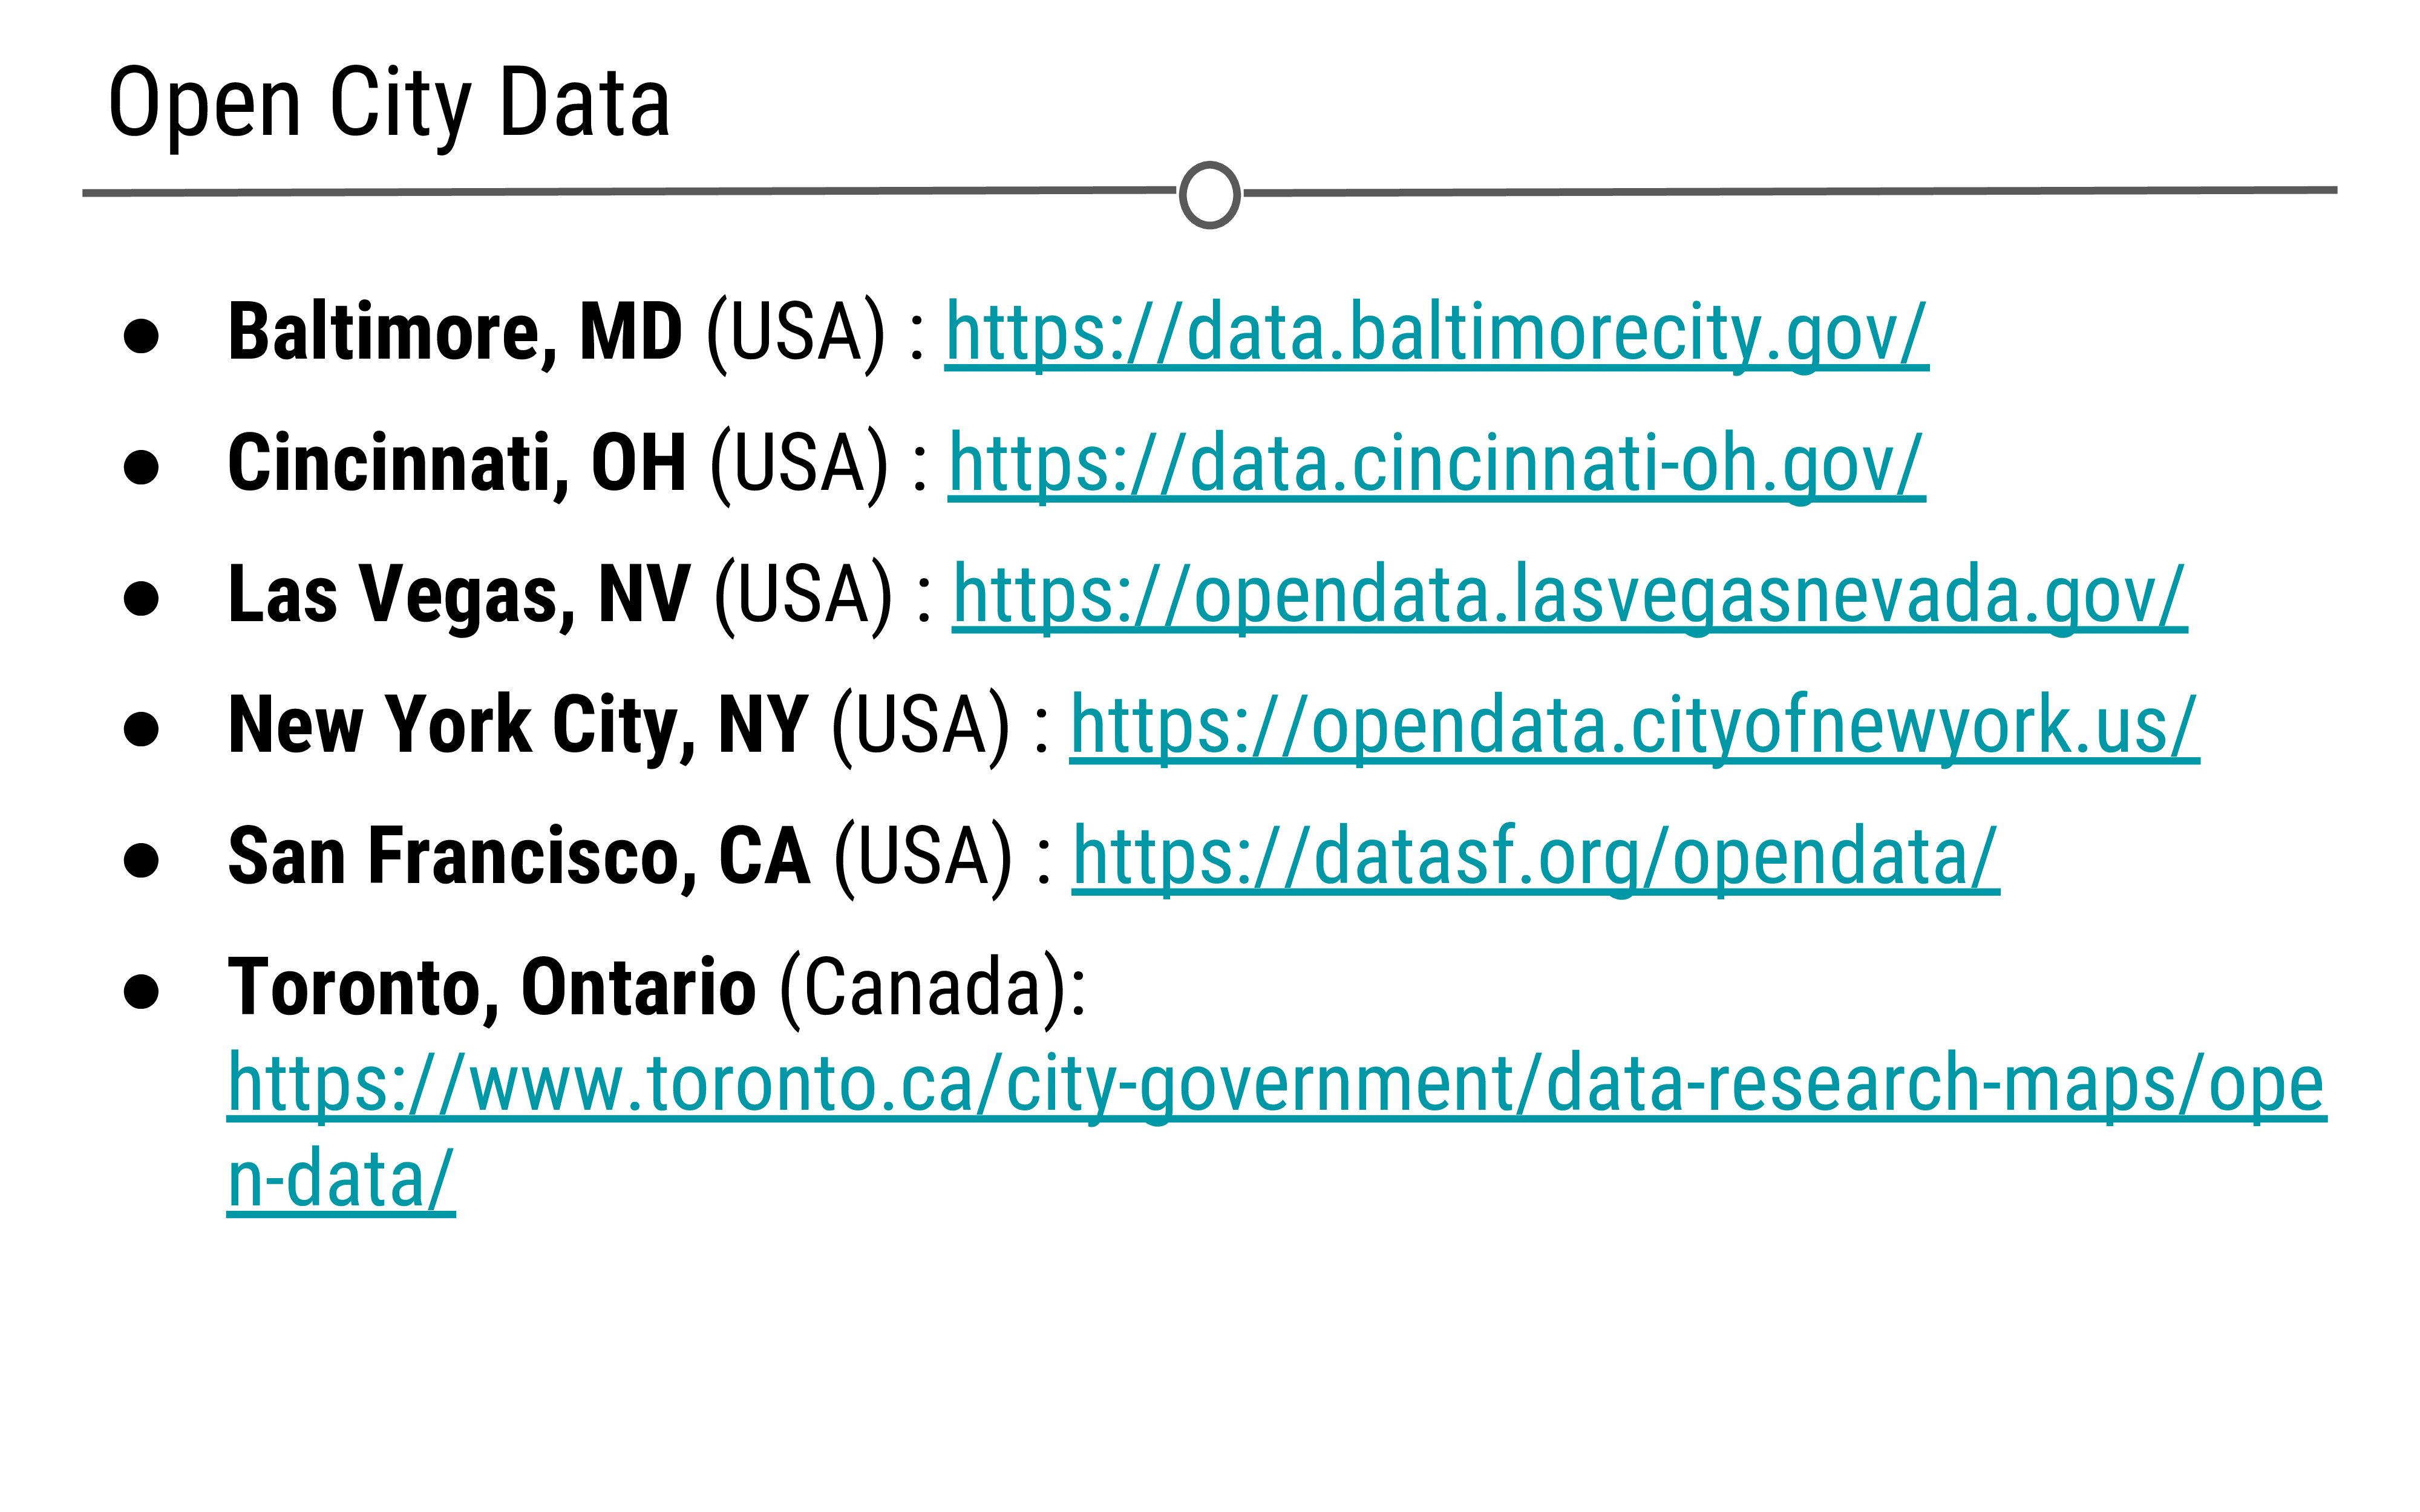 Open City Data
● Baltimore, MD (USA) : https://data.baltimorecity.gov/
● Cincinnati, OH (USA) : https://data.cincinnati-oh.gov/
● Las Vegas, NV (USA) : https://opendata.lasvegasnevada.gov/
● New York City, NY (USA) : https://opendata.cityofnewyork.us/
● San Francisco, CA (USA) : https://datasf.org/opendata/
● Toronto, Ontario (Canada):
https://www.toronto.ca/city-government/data-research-maps/ope
n-data/